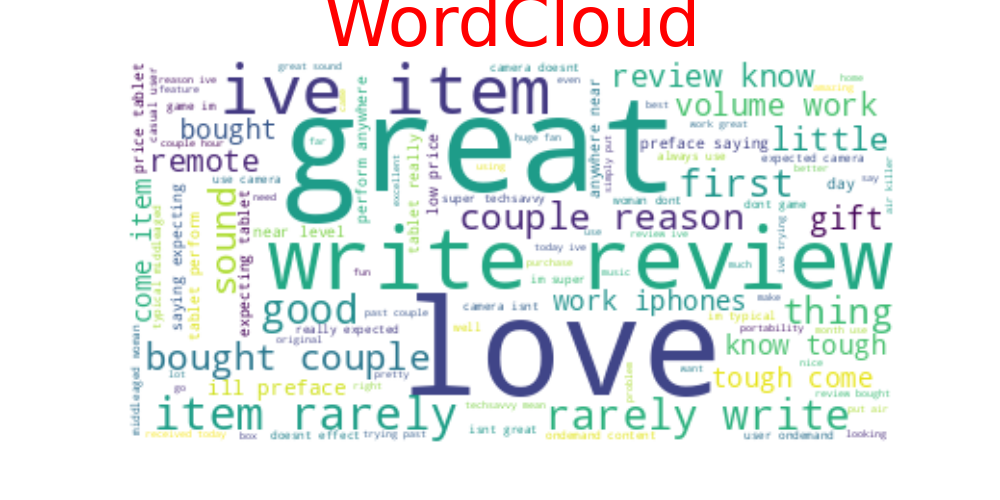 WordCloud
great sound
camera doesnt
reason ive
feature
ive item
even
review know
home
amazing
price tablet
casual user
game im
case
best
volume work
bought
great
work great
couple hour
far
huge fan
preface saying
little
remote
perform anywhere
excellent
tablet really
low price
anywhere near
simply put
always use
expected camera
better
use camera
using
first
day
say
air killer
come item
typical middleaged
saying expecting
tablet perform
sound
expecting tablet
need
super techsavvy
woman dont
dont game
near level
couple reason
gift
use
review ive
ive trying
today ive
write review
purchase
fun
im super
music
much
good
past couple
camera isnt
work iphones
make
thing
really expected
original
well
love
im typical
portability
month use
know tough
middleaged woman
bought couple
pretty
lot
go
ill preface
right
problem
want
nice
tough come
review bought
item rarely
techsavvy mean
rarely write
put air
received today
box
doesnt effect
trying past
isnt great
ondemand content
user ondemand
looking